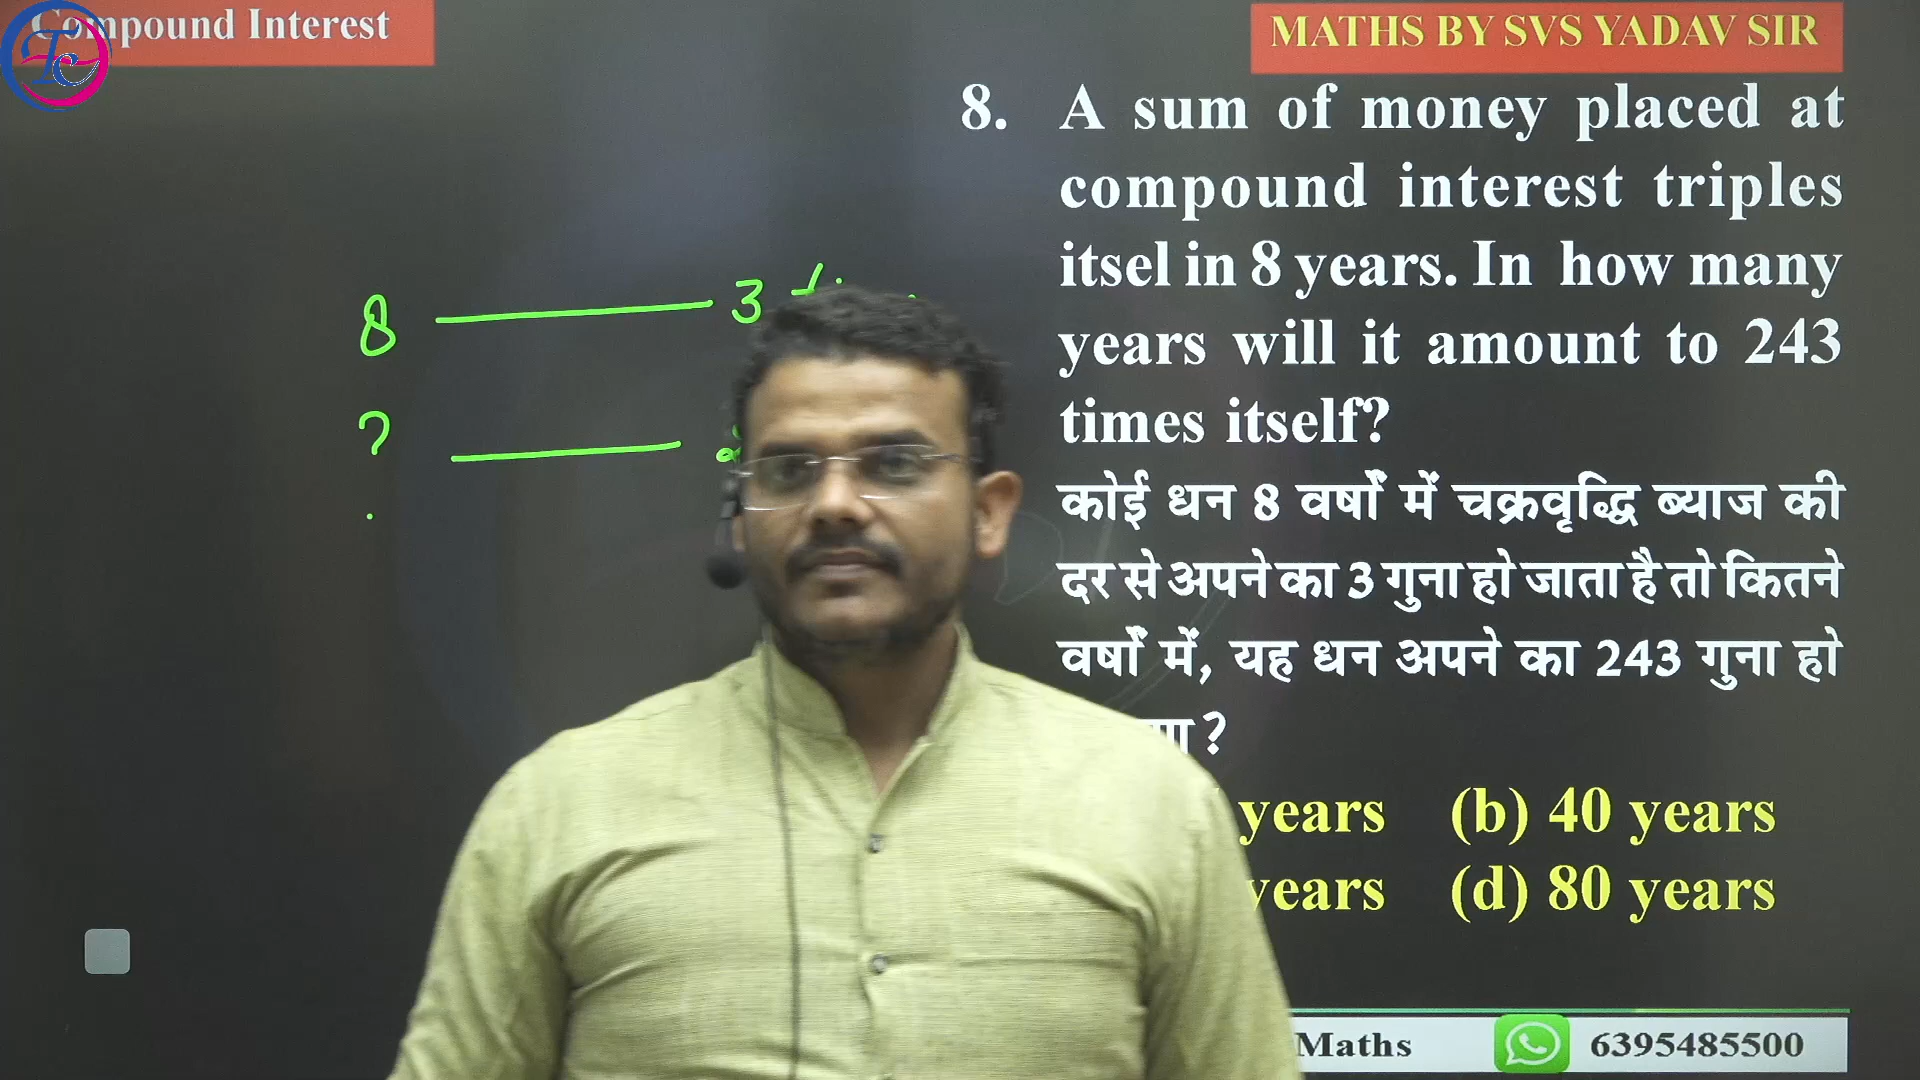 Compound Interest
MATHS BY SVS YADAV SIR
8. A sum of money placed at
compound interest triples
itsel in 8 years. In how many
years will it amount to 243
times itself?
कोई धन 8 वर्षों में चक्रवृद्धि ब्याज की
दर से अपने का 3 गुना हो जाता है तो कितने
वर्षों में, यह धन अपने का 243 गुना हो
?
years (b) 40 years
years (d) 80 years
8 3
?
Maths 6395485500